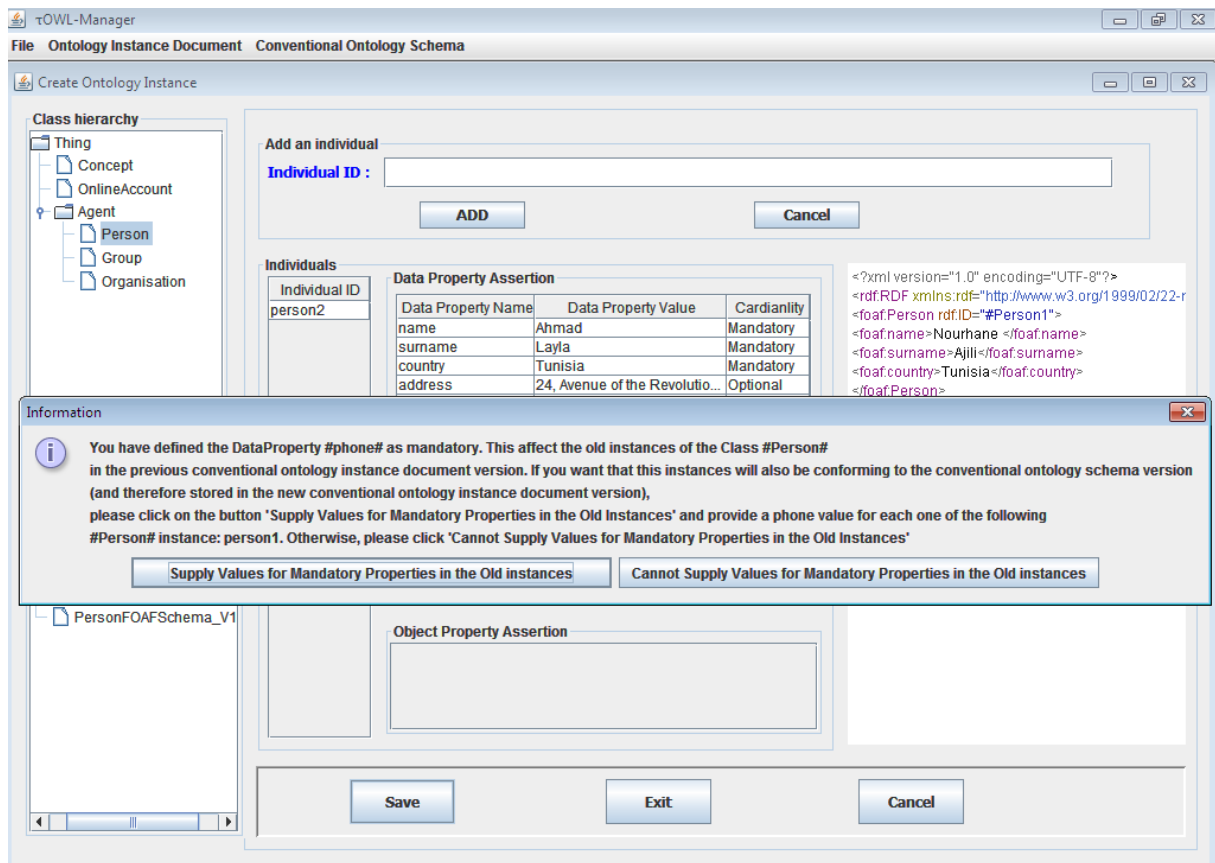 τOWL-Manager
File Ontology Instance Document Conventional Ontology Schema
Create Ontology Instance
Class hierarchy
Thing
Concept
OnlineAccount
Agent
Person
Group
Organisation
PersonFOAFSchema_V1
Add an individual
Individual ID :
ADD Cancel
Individuals
Individual ID
person2
Data Property Assertion
Data Property Name Data Property Value Cardianlity
name Ahmad Mandatory
surname Layla Mandatory
country Tunisia Mandatory
address 24, Avenue of the Revolutio... Optional
<?xml version="1.0" encoding="UTF-8"?>
<rdf:RDF xmlns:rdf="http://www.w3.org/1999/02/22-r
<foaf:Person rdf:ID="#Person1">
<foaf:name>Nourhane </foaf:name>
<foaf:surname>Ajili</foaf:surname>
<foaf:country>Tunisia</foaf:country>
</foaf:Person>
Information
You have defined the DataProperty #phone# as mandatory. This affect the old instances of the Class #Person#
in the previous conventional ontology instance document version. If you want that this instances will also be conforming to the conventional ontology schema version
(and therefore stored in the new conventional ontology instance document version),
please click on the button 'Supply Values for Mandatory Properties in the Old Instances' and provide a phone value for each one of the following
#Person# instance: person1. Otherwise, please click 'Cannot Supply Values for Mandatory Properties in the Old Instances'
Supply Values for Mandatory Properties in the Old instances Cannot Supply Values for Mandatory Properties in the Old instances
Object Property Assertion
Save Exit Cancel